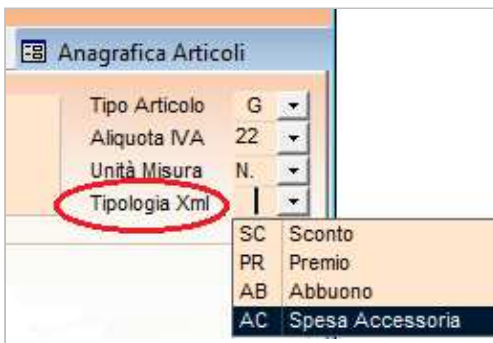 Anagrafica Articoli
Tipo Articolo G
Aliquota IVA 22
Unità Misura N.
Tipologia Xml
SC Sconto
PR Premio
AB Abbuono
AC Spesa Accessoria